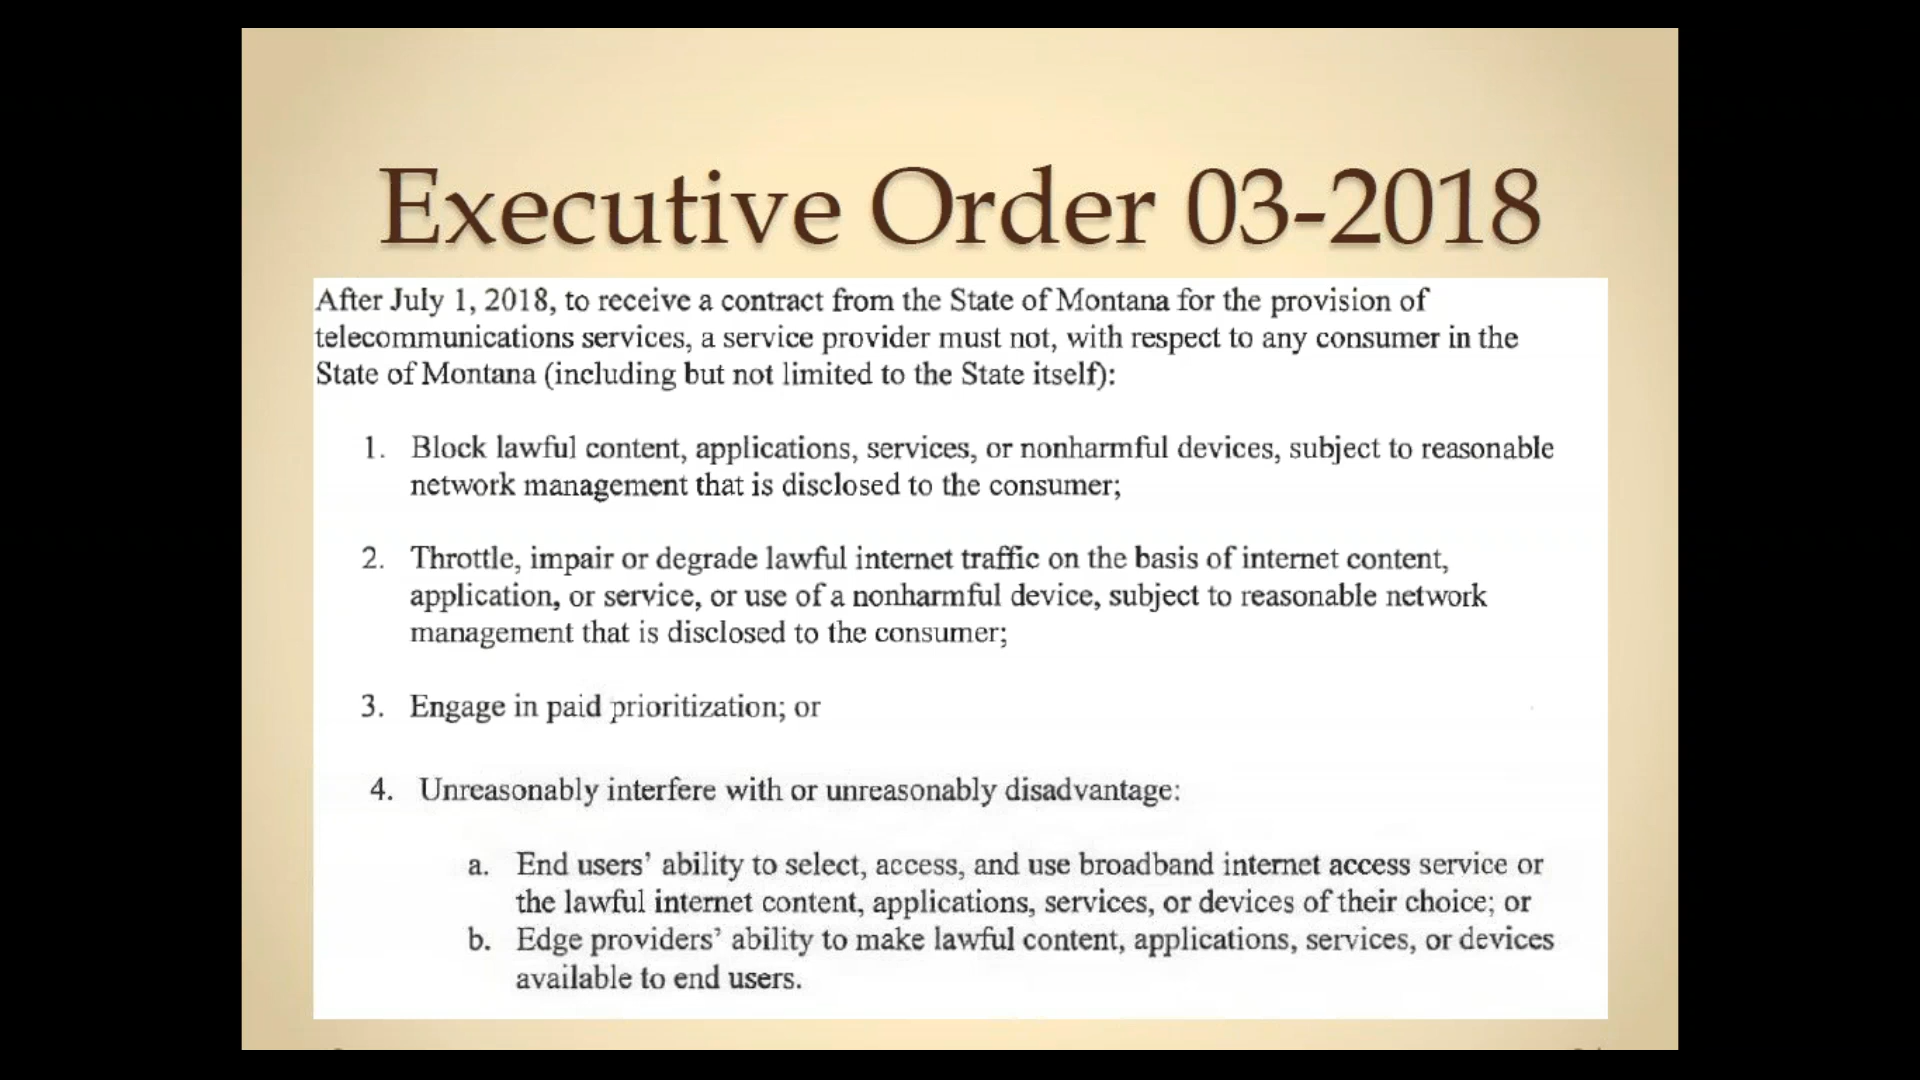 Executive Order 03-2018
After July 1, 2018, to receive a contract from the State of Montana for the provision of
telecommunications services, a service provider must not, with respect to any consumer in the
State of Montana (including but not limited to the State itself):
1. Block lawful content, applications, services, or nonharmful devices, subject to reasonable
network management that is disclosed to the consumer;
2. Throttle, impair or degrade lawful internet traffic on the basis of internet content,
application, or service, or use of a nonharmful device, subject to reasonable network
management that is disclosed to the consumer;
3. Engage in paid prioritization; or
4. Unreasonably interfere with or unreasonably disadvantage:
a. End users’ ability to select, access, and use broadband internet access service or
the lawful internet content, applications, services, or devices of their choice; or
b. Edge providers’ ability to make lawful content, applications, services, or devices
available to end users.